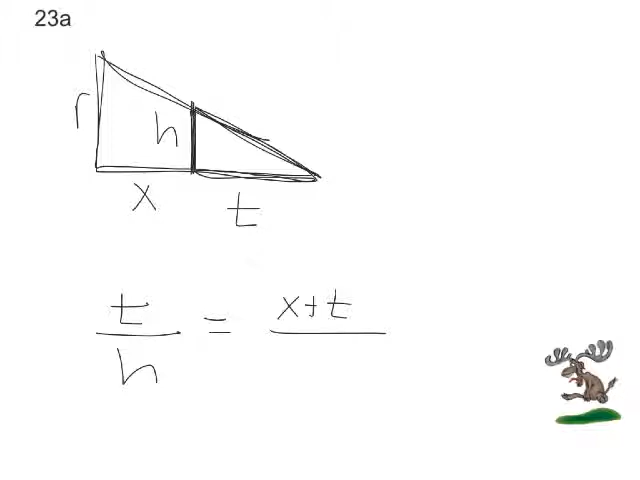 23a
r
h
x
t
t/h = x+t/